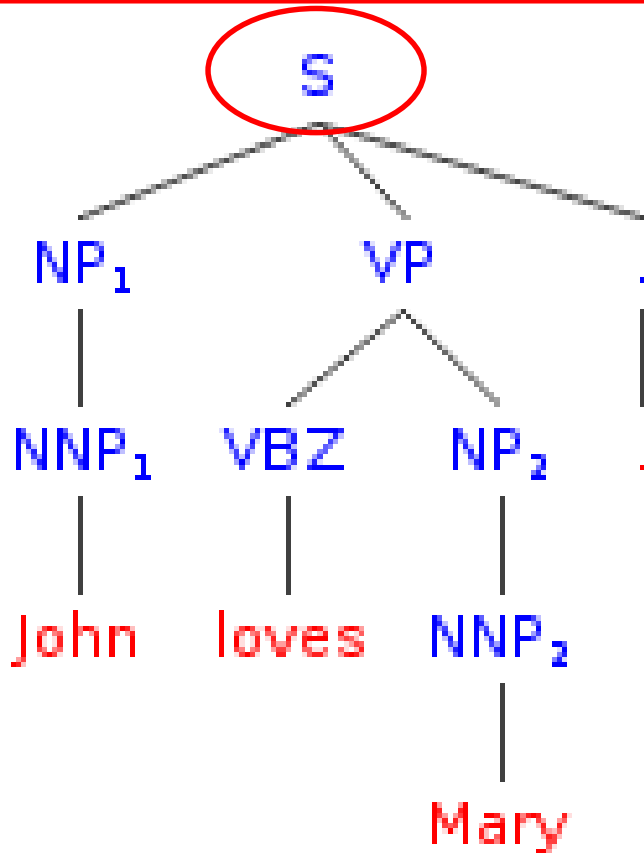 S
NP₁ VP .
NNP₁ VBZ NP₂ .
John loves NNP₂
Mary